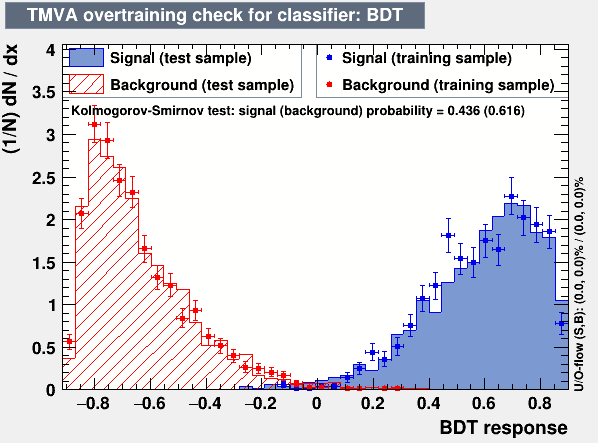 TMVA overtraining check for classifier: BDT
(1/N) dN / dx
4
3.5
3
2.5
2
1.5
1
0.5
0
Signal (test sample)
Background (test sample)
Signal (training sample)
Background (training sample)
Kolmogorov-Smirnov test: signal (background) probability = 0.436 (0.616)
U/O-flow (S,B): (0.0, 0.0)% / (0.0, 0.0)%
−0.8 −0.6 −0.4 −0.2 0 0.2 0.4 0.6 0.8
BDT response